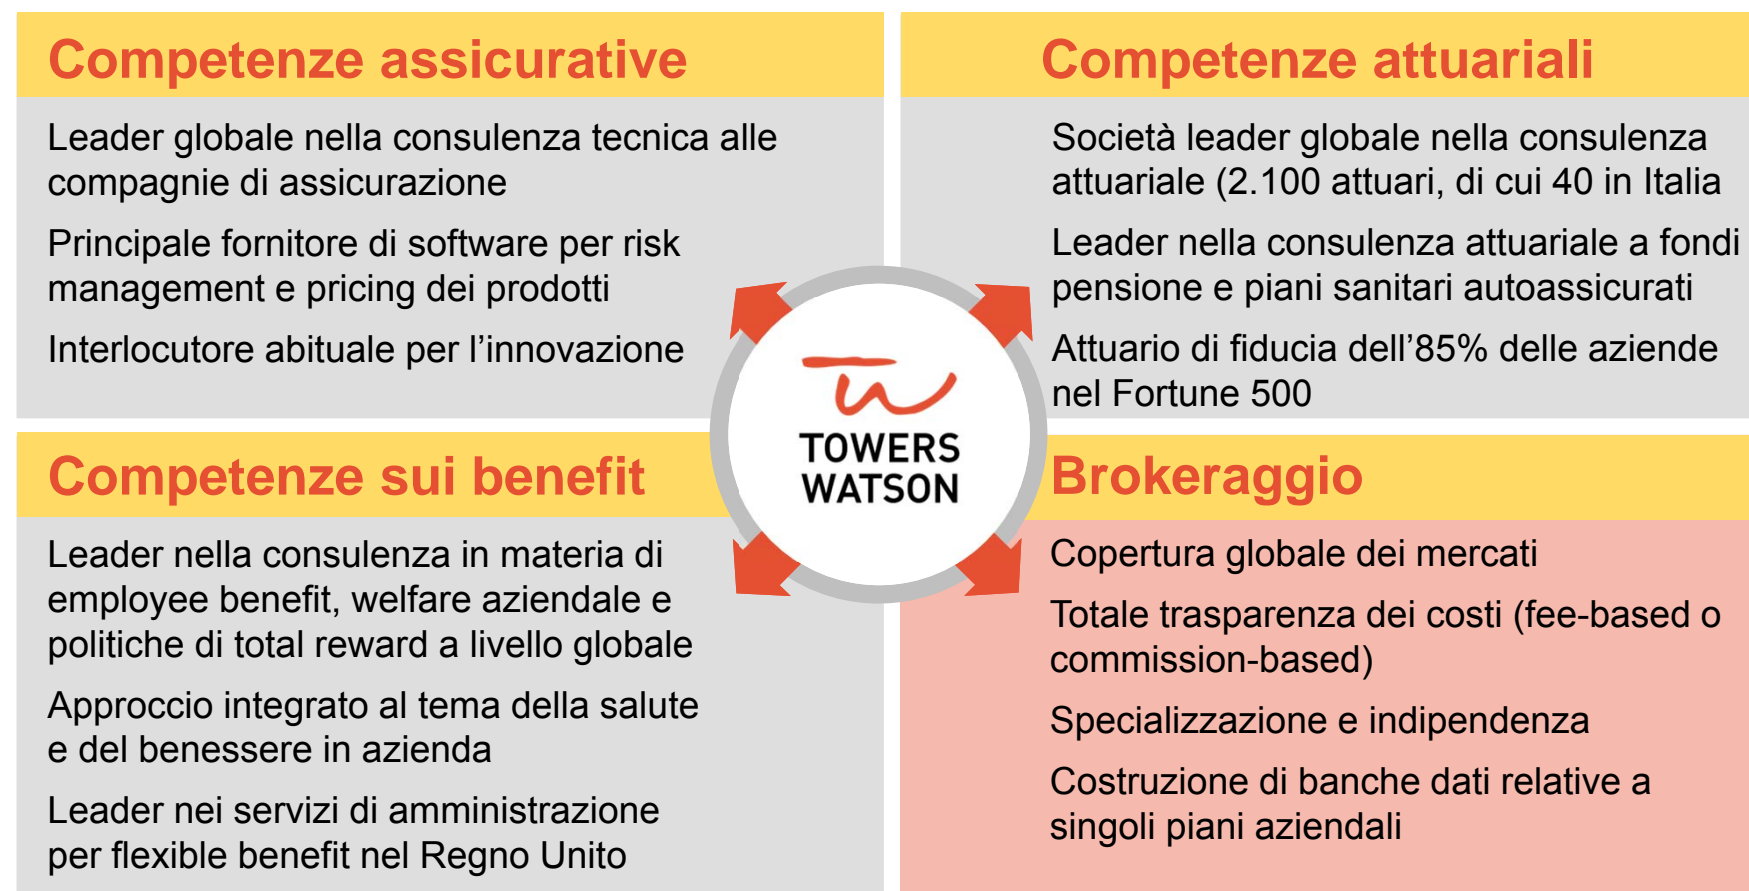 Competenze assicurative
Leader globale nella consulenza tecnica alle
compagnie di assicurazione
Principale fornitore di software per risk
management e pricing dei prodotti
Interlocutore abituale per l’innovazione
Competenze attuariali
Società leader globale nella consulenza
attuariale (2.100 attuari, di cui 40 in Italia
Leader nella consulenza attuariale a fondi
pensione e piani sanitari autoassicurati
Attuario di fiducia dell’85% delle aziende
nel Fortune 500
TOWERS
WATSON
Competenze sui benefit
Leader nella consulenza in materia di
employee benefit, welfare aziendale e
politiche di total reward a livello globale
Approccio integrato al tema della salute
e del benessere in azienda
Leader nei servizi di amministrazione
per flexible benefit nel Regno Unito
Brokeraggio
Copertura globale dei mercati
Totale trasparenza dei costi (fee-based o
commission-based)
Specializzazione e indipendenza
Costruzione di banche dati relative a
singoli piani aziendali